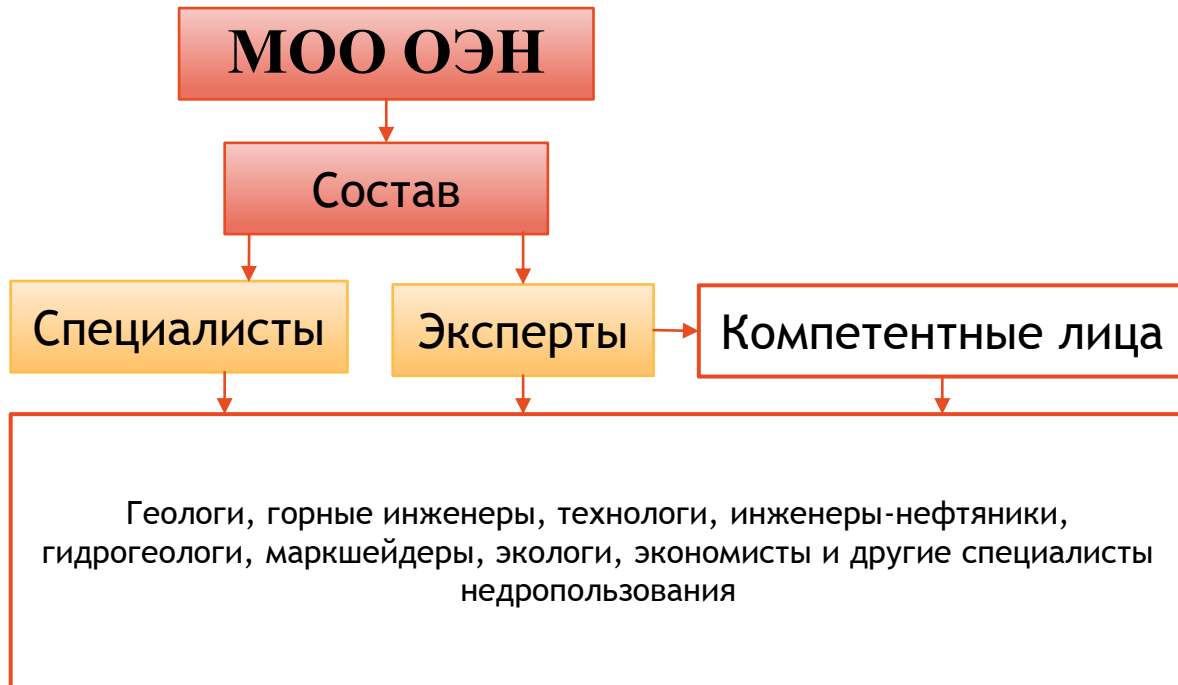 МОО ОЭН
Состав
Специалисты
Эксперты
Компетентные лица
Геологи, горные инженеры, технологи, инженеры-нефтяники,
гидрогеологи, маркшейдеры, экологи, экономисты и другие специалисты
недропользования